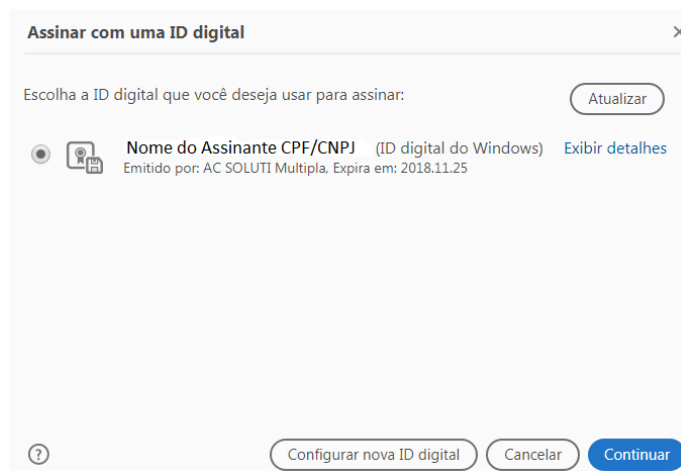 Assinar com uma ID digital
Escolha a ID digital que você deseja usar para assinar:
Atualizar
Nome do Assinante CPF/CNPJ (ID digital do Windows) Exibir detalhes
Emitido por: AC SOLUTI Multipla, Expira em: 2018.11.25
? Configurar nova ID digital Cancelar Continuar